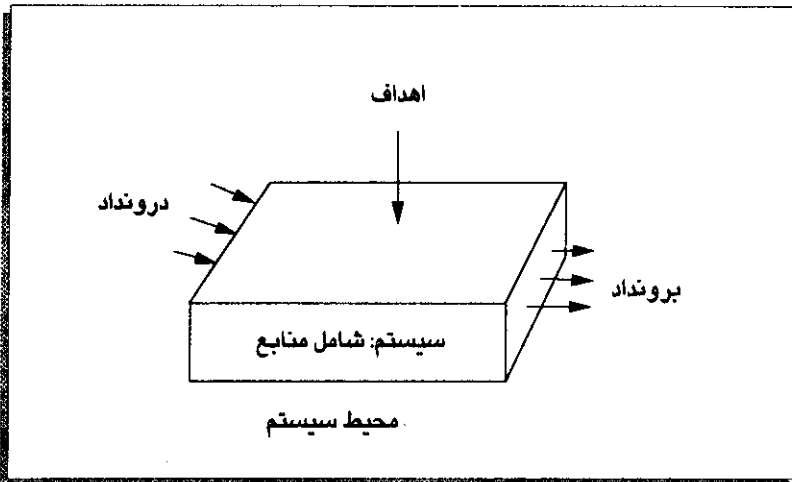 اهداف
درونداد
برونداد
سیستم: شامل منابع
محیط سیستم